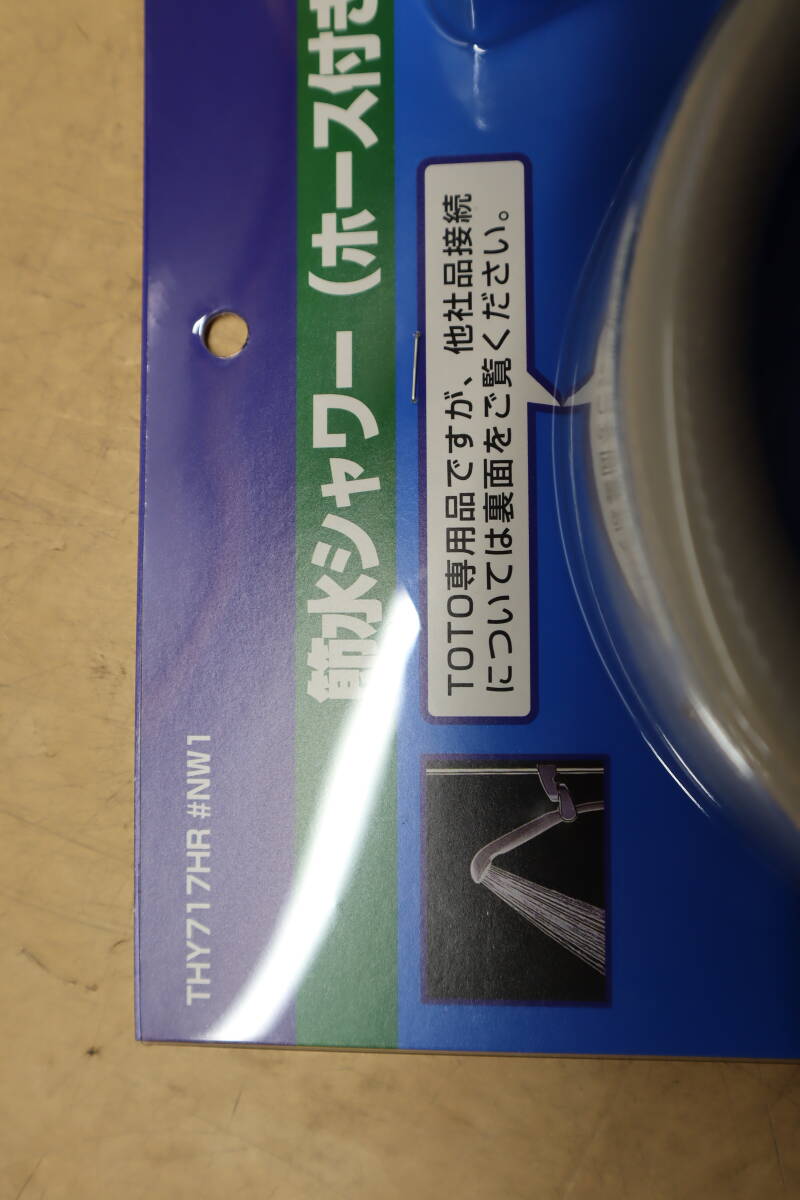 THY717HR #NW1
節水シャワー（ホース付き
TOTO専用品ですが、他社品接続
については裏面をご覧ください。